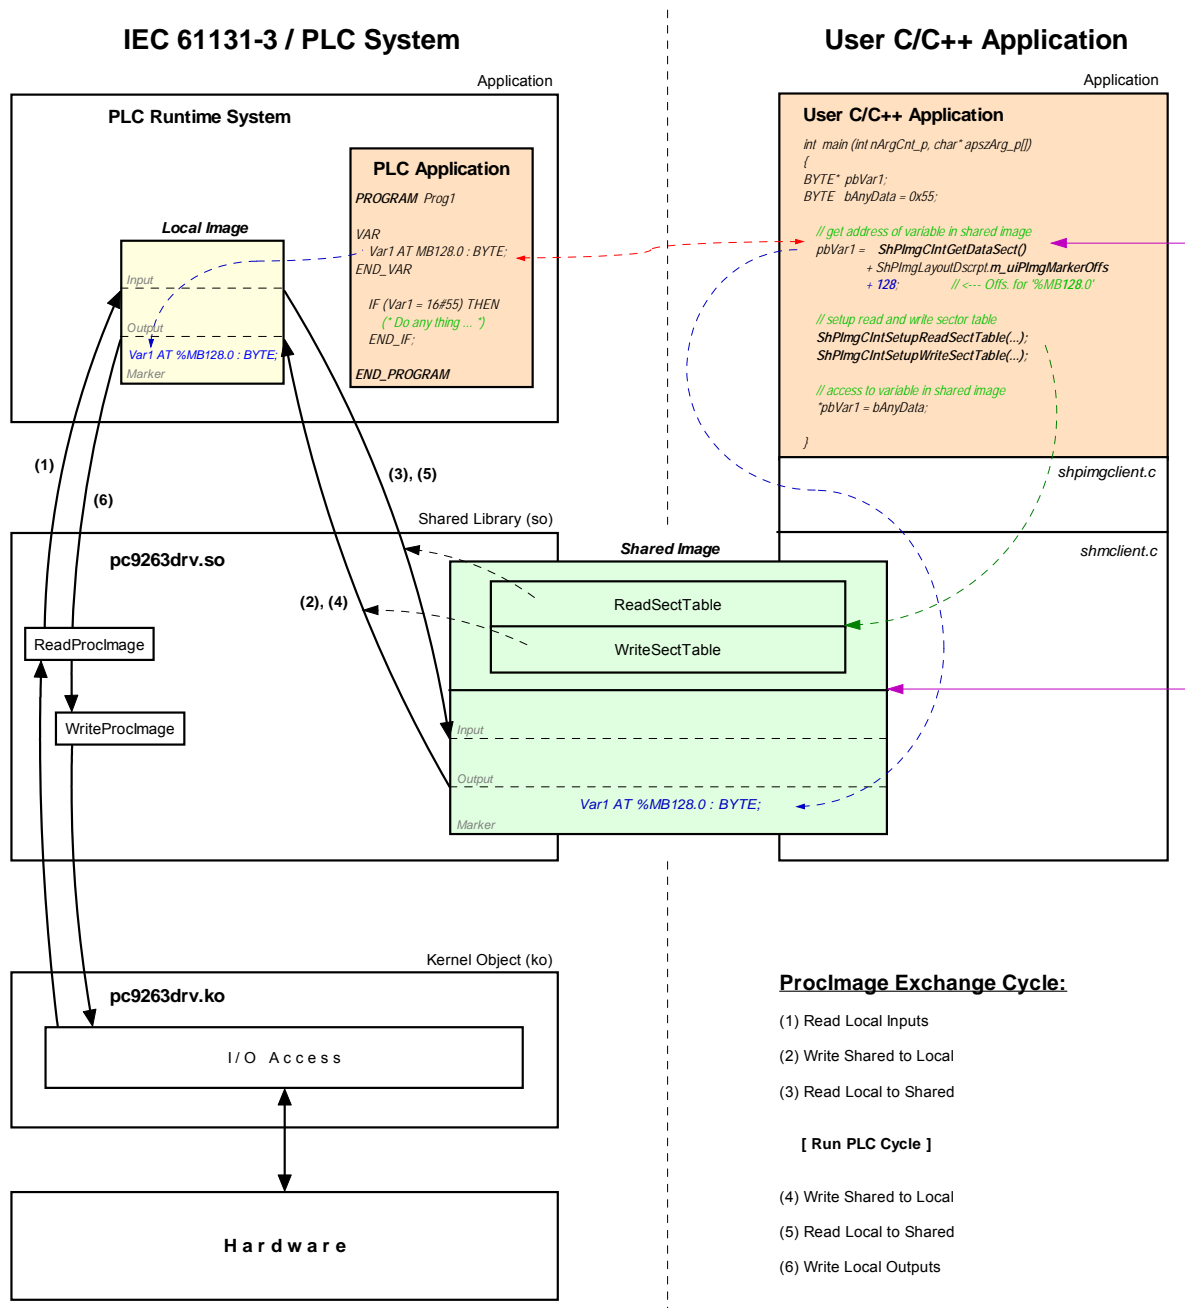 IEC 61131-3 / PLC System
User C/C++ Application
Application
PLC Runtime System
PLC Application
PROGRAM Prog1
VAR
Var1 AT MB128.0 : BYTE;
END_VAR
IF (Var1 = 16#55) THEN
(* Do any thing ... *)
END_IF;
END_PROGRAM
Local Image
Input
Output
Var1 AT %MB128.0 : BYTE;
Marker
Application
User C/C++ Application
int main (int nArgCnt_p, char* apszArg_p[])
{
BYTE* pbVar1;
BYTE bAnyData = 0x55;
// get address of variable in shared image
pbVar1 = ShPImgClntGetDataSect()
+ ShPImgLayoutDscrpt.m_uiPImgMarkerOffs
+ 128; // <--- Offs. for '%MB128.0'
// setup read and write sector table
ShPImgClntSetupReadSectTable(...);
ShPImgClntSetupWriteSectTable(...);
// access to variable in shared image
*pbVar1 = bAnyData;
}
shpimgclient.c
shmclient.c
(1)
(6)
(3), (5)
(2), (4)
Shared Library (so)
pc9263drv.so
ReadProcImage
WriteProcImage
Shared Image
ReadSectTable
WriteSectTable
Input
Output
Var1 AT %MB128.0 : BYTE;
Marker
Kernel Object (ko)
pc9263drv.ko
I/O Access
Hardware
ProcImage Exchange Cycle:
(1) Read Local Inputs
(2) Write Shared to Local
(3) Read Local to Shared
[ Run PLC Cycle ]
(4) Write Shared to Local
(5) Read Local to Shared
(6) Write Local Outputs